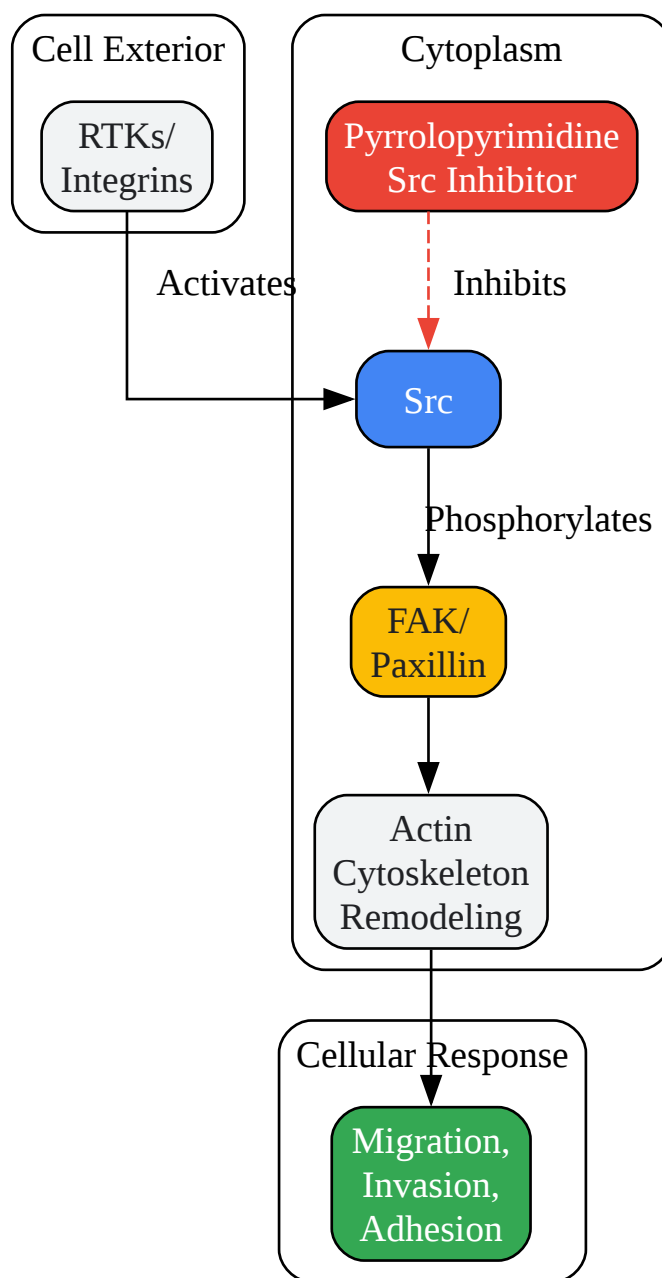 Cell Exterior
Cytoplasm
RTKs/
Integrins
Pyrrolopyrimidine
Src Inhibitor
Activates
Inhibits
Src
Phosphorylates
FAK/
Paxillin
Actin
Cytoskeleton
Remodeling
Cellular Response
Migration,
Invasion,
Adhesion